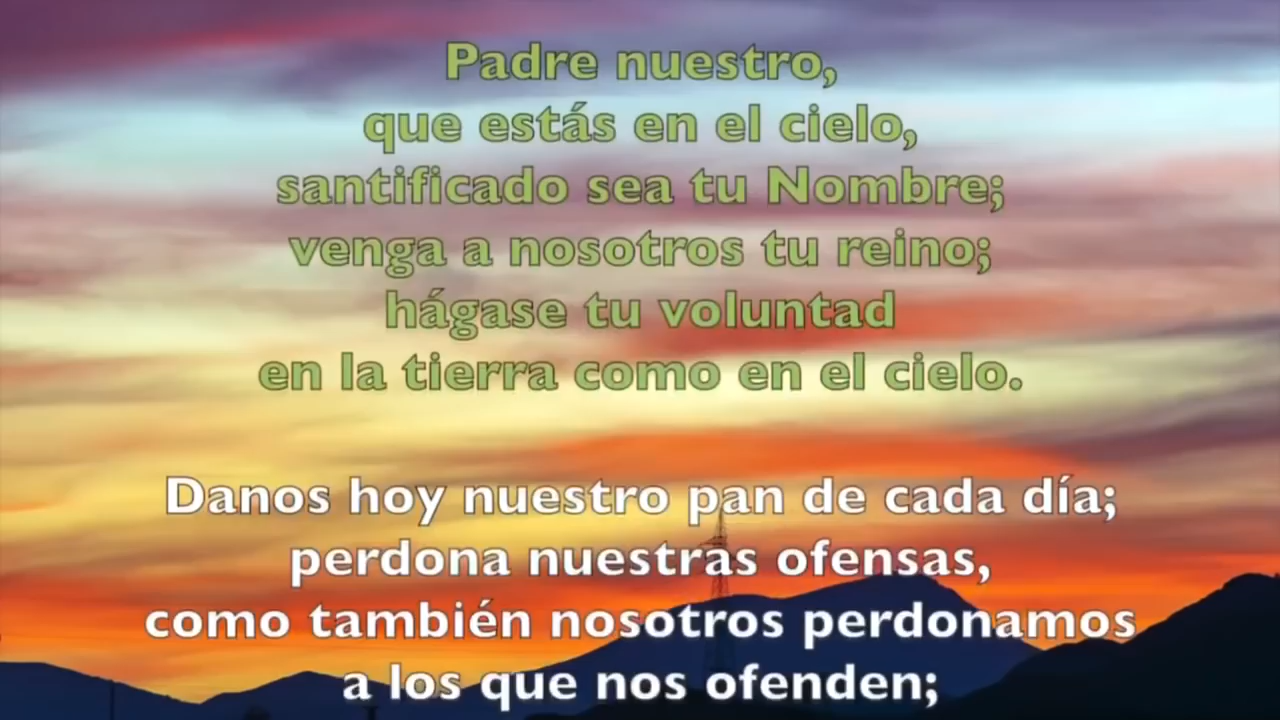 Padre nuestro,
que estás en el cielo,
santificado sea tu Nombre;
venga a nosotros tu reino;
hágase tu voluntad
en la tierra como en el cielo.
Danos hoy nuestro pan de cada día;
perdona nuestras ofensas,
como también nosotros perdonamos
a los que nos ofenden;